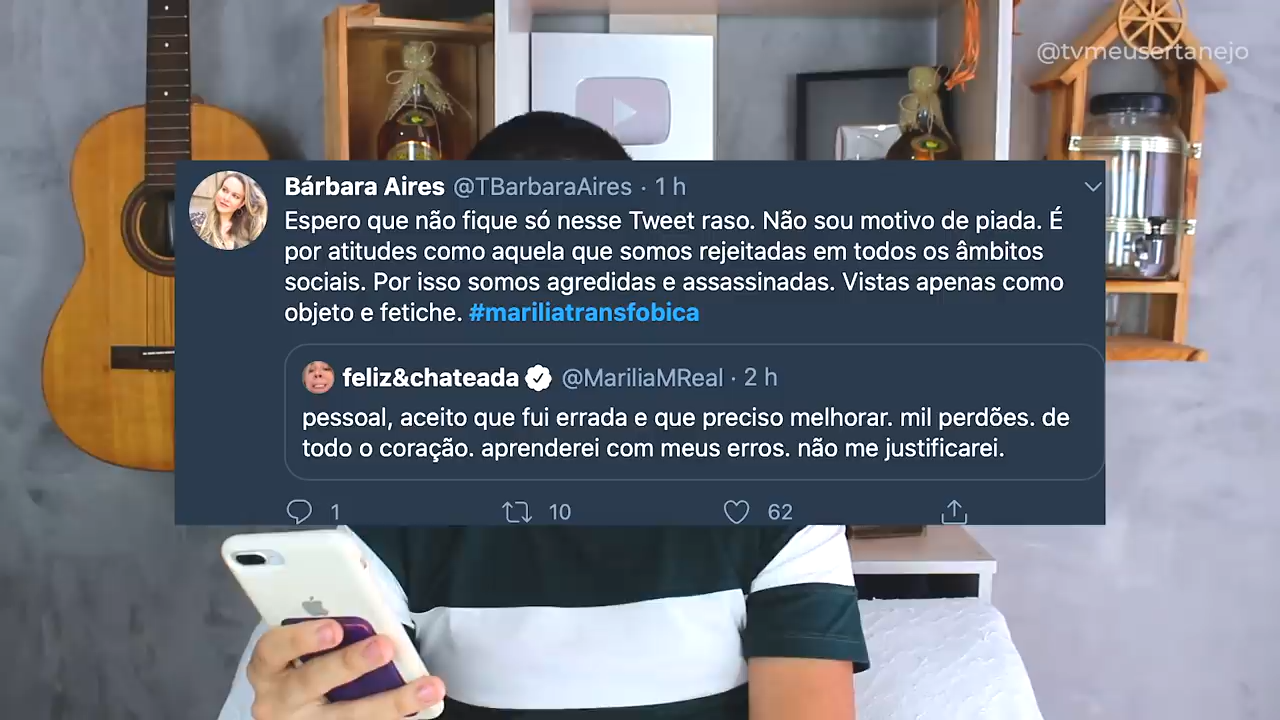 @tvmeusertanejo
Bárbara Aires @TBarbaraAires · 1 h
Espero que não fique só nesse Tweet raso. Não sou motivo de piada. É
por atitudes como aquela que somos rejeitadas em todos os âmbitos
sociais. Por isso somos agredidas e assassinadas. Vistas apenas como
objeto e fetiche. #mariliatransfobica
feliz&chateada @MariliaMReal · 2 h
pessoal, aceito que fui errada e que preciso melhorar. mil perdões. de
todo o coração. aprenderei com meus erros. não me justificarei.
1 10 62